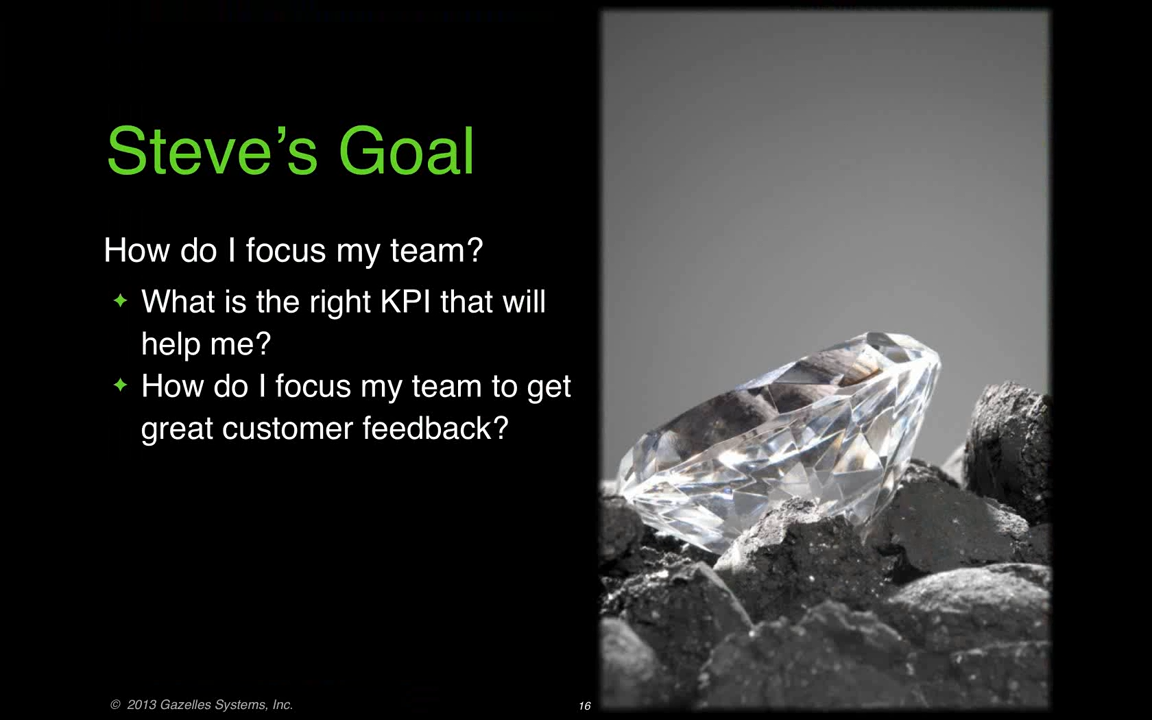 Steve’s Goal
How do I focus my team?
✦ What is the right KPI that will
help me?
✦ How do I focus my team to get
great customer feedback?
© 2013 Gazelles Systems, Inc.
16